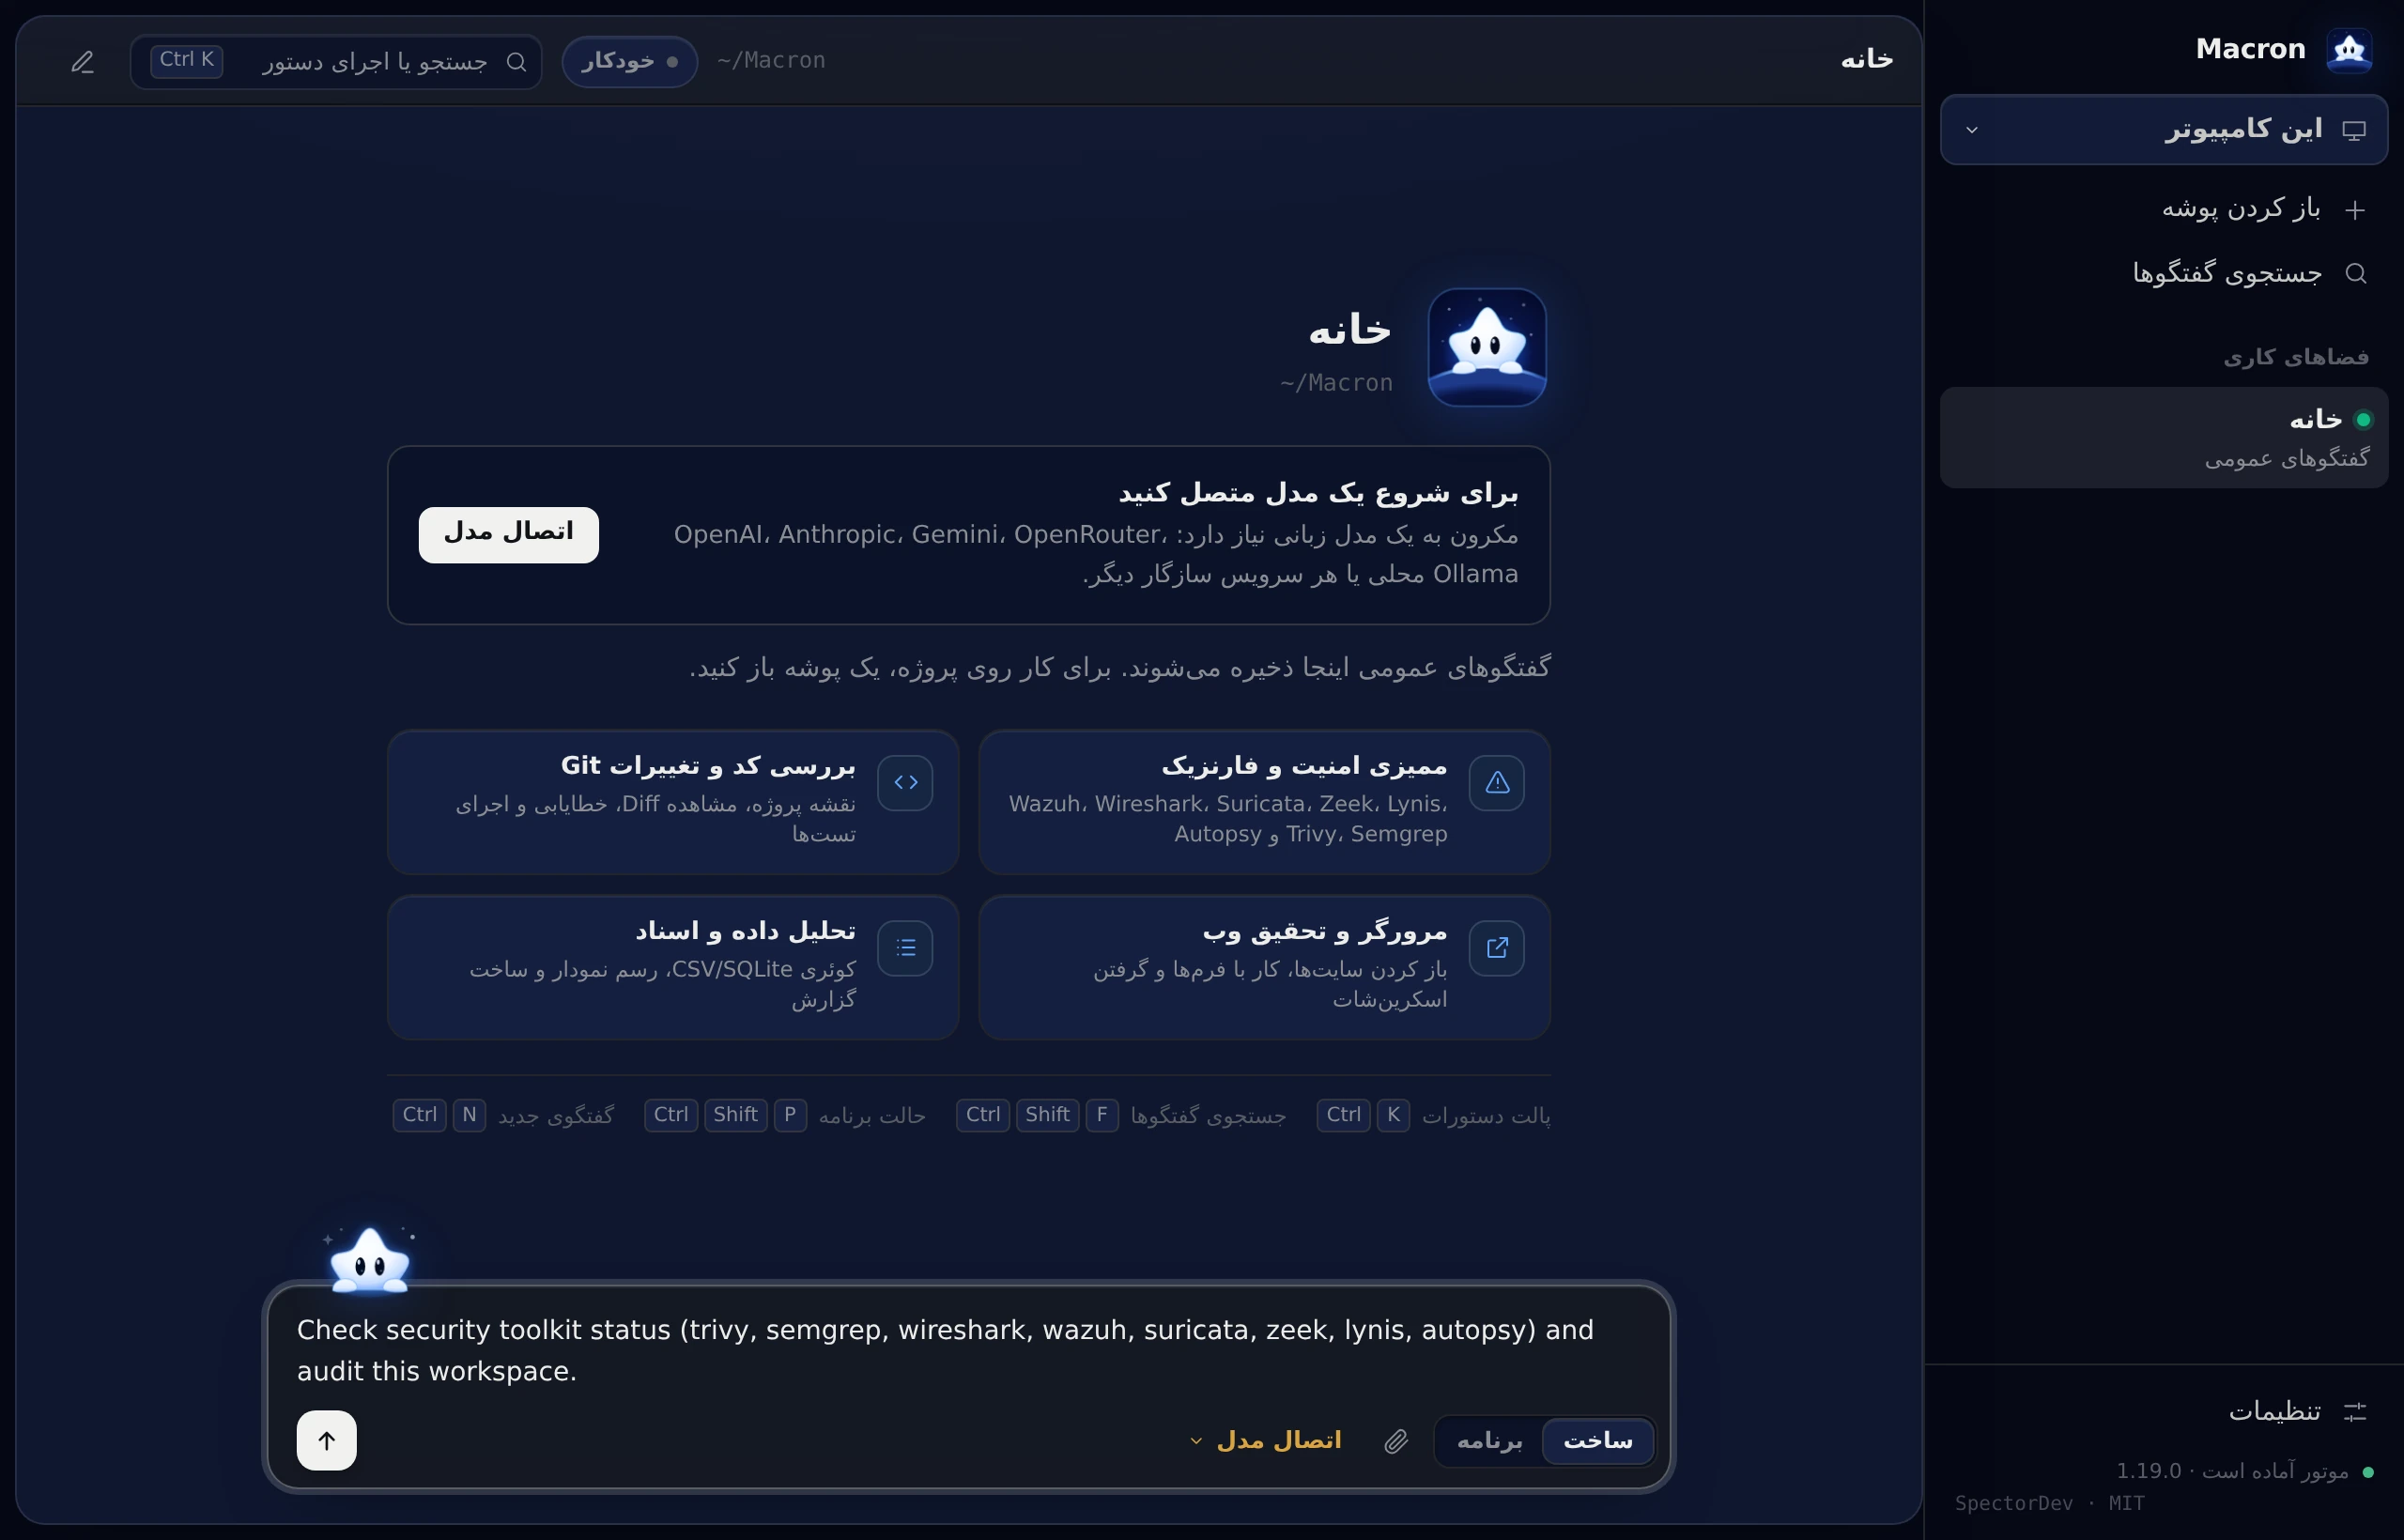 Macron
این کامپیوتر
باز کردن پوشه
جستجوی گفتگوها
فضاهای کاری
خانه
گفتگوهای عمومی
تنظیمات
موتور آماده است · 1.19.0
SpectorDev · MIT
خانه
~/Macron
خودکار
جستجو یا اجرای دستور
Ctrl K
خانه
~/Macron
برای شروع یک مدل متصل کنید
مکرون به یک مدل زبانی نیاز دارد: OpenAI، Anthropic، Gemini، OpenRouter،
Ollama محلی یا هر سرویس سازگار دیگر.
اتصال مدل
گفتگوهای عمومی اینجا ذخیره می‌شوند. برای کار روی پروژه، یک پوشه باز کنید.
ممیزی امنیت و فارنزیک
Wazuh، Wireshark، Suricata، Zeek، Lynis،
Trivy، Semgrep و Autopsy
بررسی کد و تغییرات Git
نقشه پروژه، مشاهده Diff، خطایابی و اجرای
تست‌ها
مرورگر و تحقیق وب
باز کردن سایت‌ها، کار با فرم‌ها و گرفتن
اسکرین‌شات
تحلیل داده و اسناد
کوئری CSV/SQLite، رسم نمودار و ساخت
گزارش
پالت دستورات Ctrl K جستجوی گفتگوها Ctrl Shift F حالت برنامه Ctrl Shift P گفتگوی جدید Ctrl N
Check security toolkit status (trivy, semgrep, wireshark, wazuh, suricata, zeek, lynis, autopsy) and
audit this workspace.
ساخت
برنامه
اتصال مدل